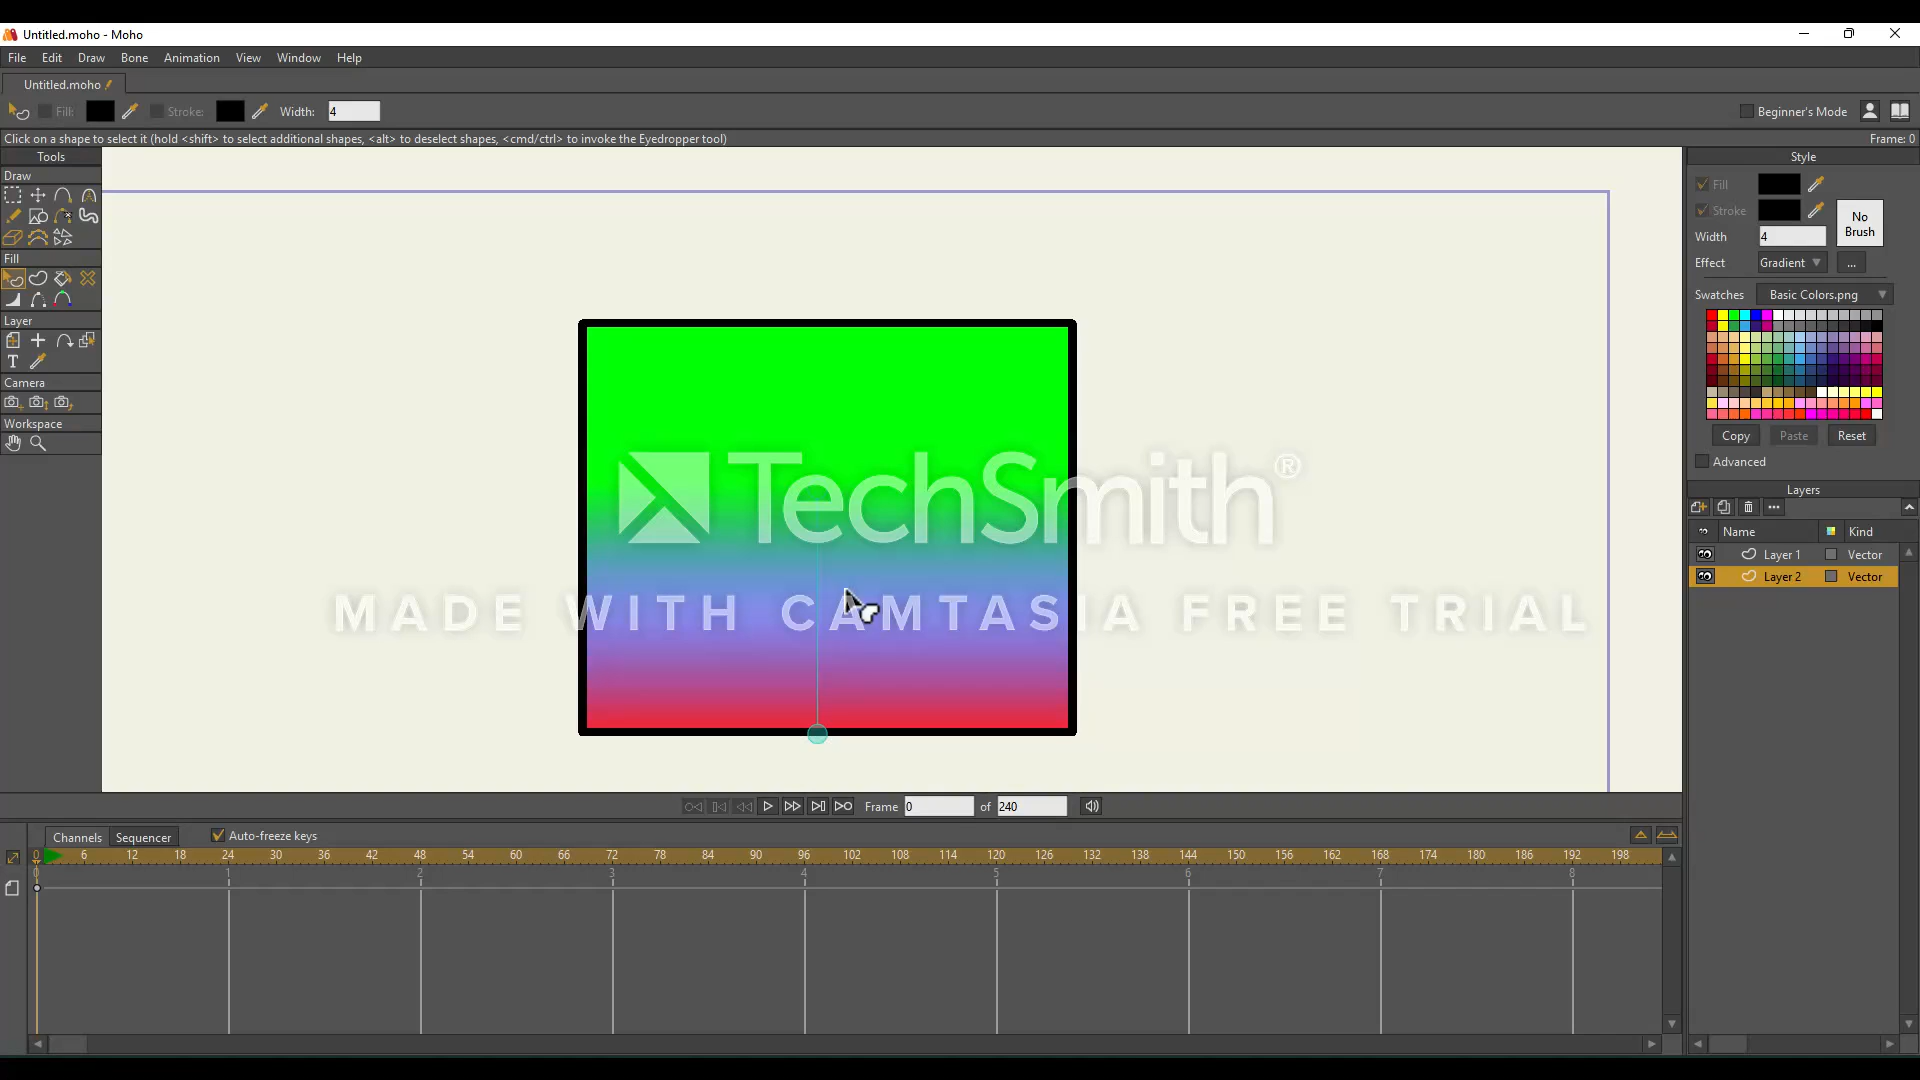 Untitled.moho - Moho
File Edit Draw Bone Animation View Window Help
Untitled.moho
Fill: Stroke: Width: 4 Beginner's Mode
Click on a shape to select it (hold <shift> to select additional shapes, <alt> to deselect shapes, <cmd/ctrl> to invoke the Eyedropper tool) Frame: 0
Tools
Draw
Fill
Layer
T
Camera
Workspace
Style
Fill
Stroke
No Brush
Width 4
Effect Gradient ...
Swatches Basic Colors.png
Copy Paste Reset
Advanced
Layers
Name Kind
Layer 1 Vector
Layer 2 Vector
TechSmith®
MADE WITH CAMTASIA FREE TRIAL
Frame 0 of 240
Channels Sequencer Auto-freeze keys
0 6 12 18 24 30 36 42 48 54 60 66 72 78 84 90 96 102 108 114 120 126 132 138 144 150 156 162 168 174 180 186 192 198
0 1 2 3 4 5 6 7 8